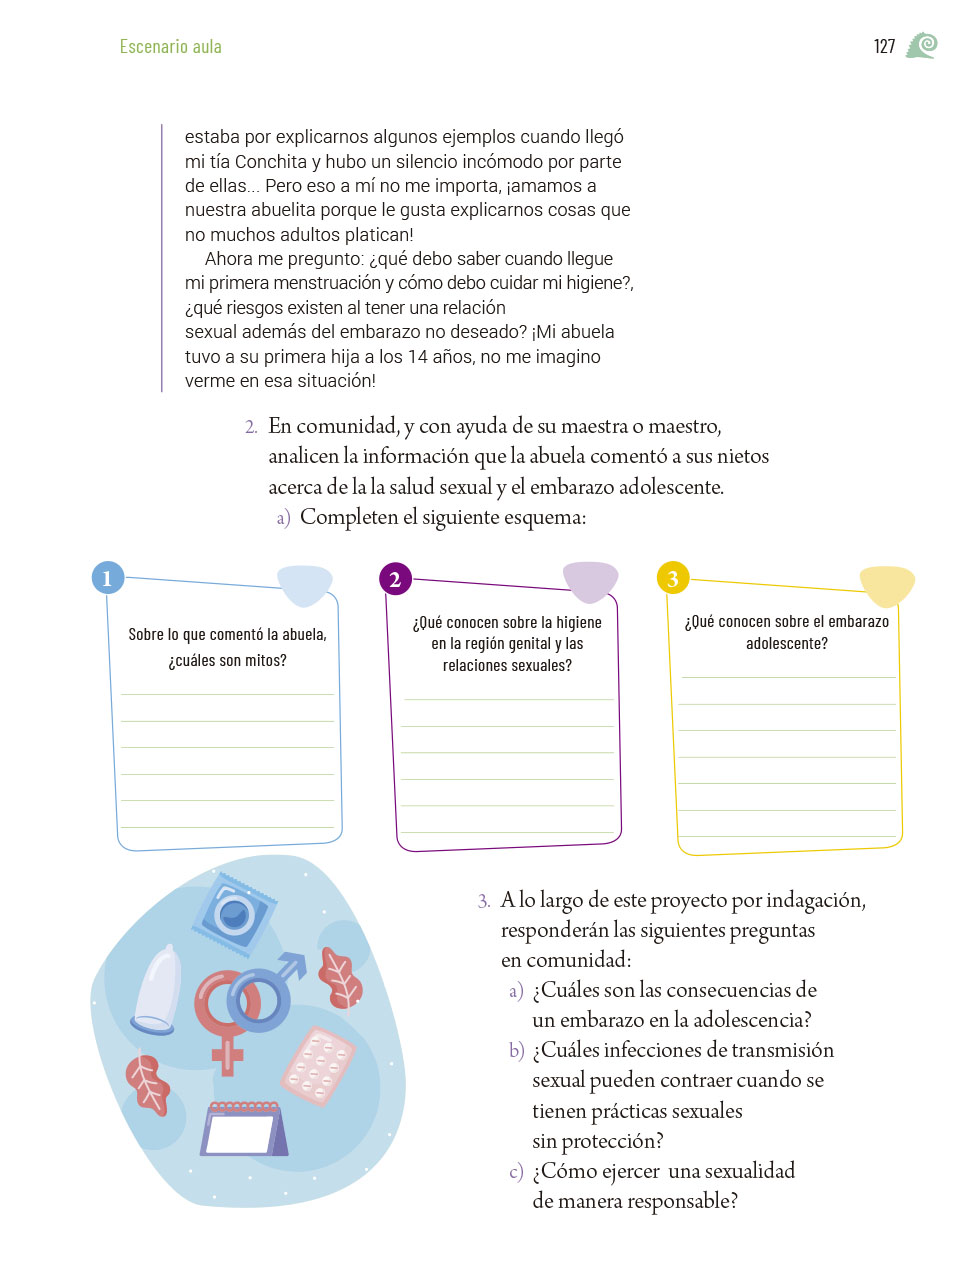 Escenario aula
127
estaba por explicarnos algunos ejemplos cuando llegó
mi tía Conchita y hubo un silencio incómodo por parte
de ellas... Pero eso a mí no me importa, ¡amamos a
nuestra abuelita porque le gusta explicarnos cosas que
no muchos adultos platican!
Ahora me pregunto: ¿qué debo saber cuando llegue
mi primera menstruación y cómo debo cuidar mi higiene?,
¿qué riesgos existen al tener una relación
sexual además del embarazo no deseado? ¡Mi abuela
tuvo a su primera hija a los 14 años, no me imagino
verme en esa situación!
2. En comunidad, y con ayuda de su maestra o maestro,
analicen la información que la abuela comentó a sus nietos
acerca de la la salud sexual y el embarazo adolescente.
a) Completen el siguiente esquema:
1
Sobre lo que comentó la abuela,
¿cuáles son mitos?
2
¿Qué conocen sobre la higiene
en la región genital y las
relaciones sexuales?
3
¿Qué conocen sobre el embarazo
adolescente?
3. A lo largo de este proyecto por indagación,
responderán las siguientes preguntas
en comunidad:
a) ¿Cuáles son las consecuencias de
un embarazo en la adolescencia?
b) ¿Cuáles infecciones de transmisión
sexual pueden contraer cuando se
tienen prácticas sexuales
sin protección?
c) ¿Cómo ejercer una sexualidad
de manera responsable?